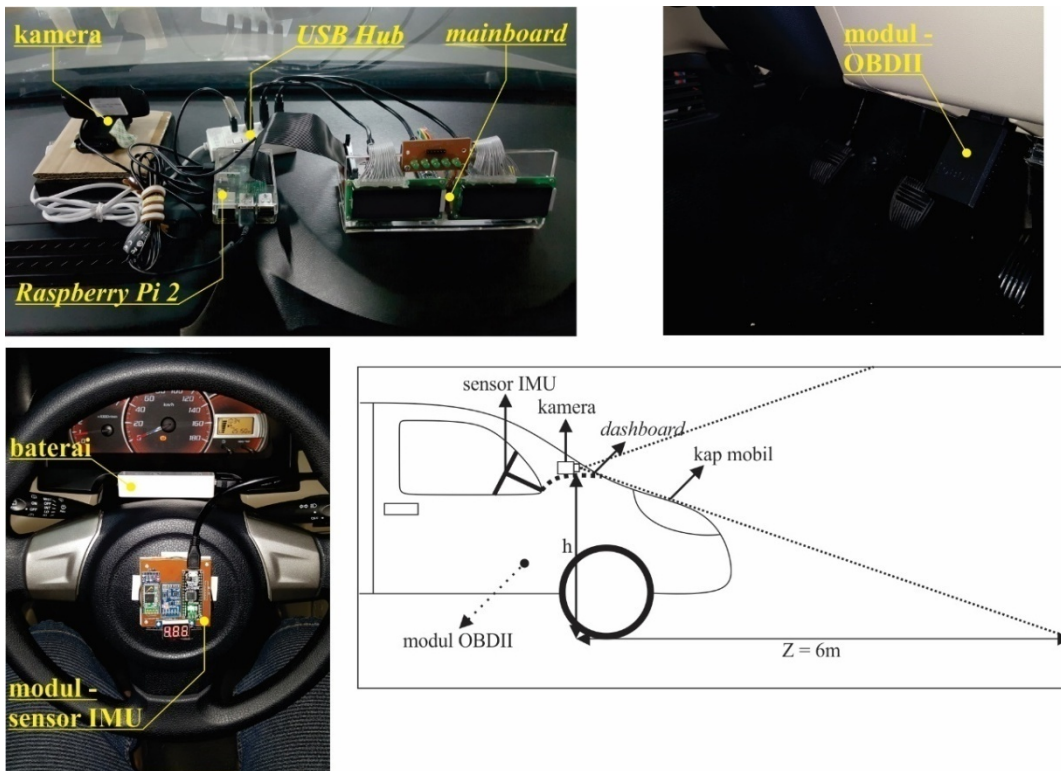 kamera
USB Hub
mainboard
Raspberry Pi 2
modul -
OBDII
baterai
modul -
sensor IMU
sensor IMU
kamera
dashboard
kap mobil
h
modul OBDII
Z = 6m